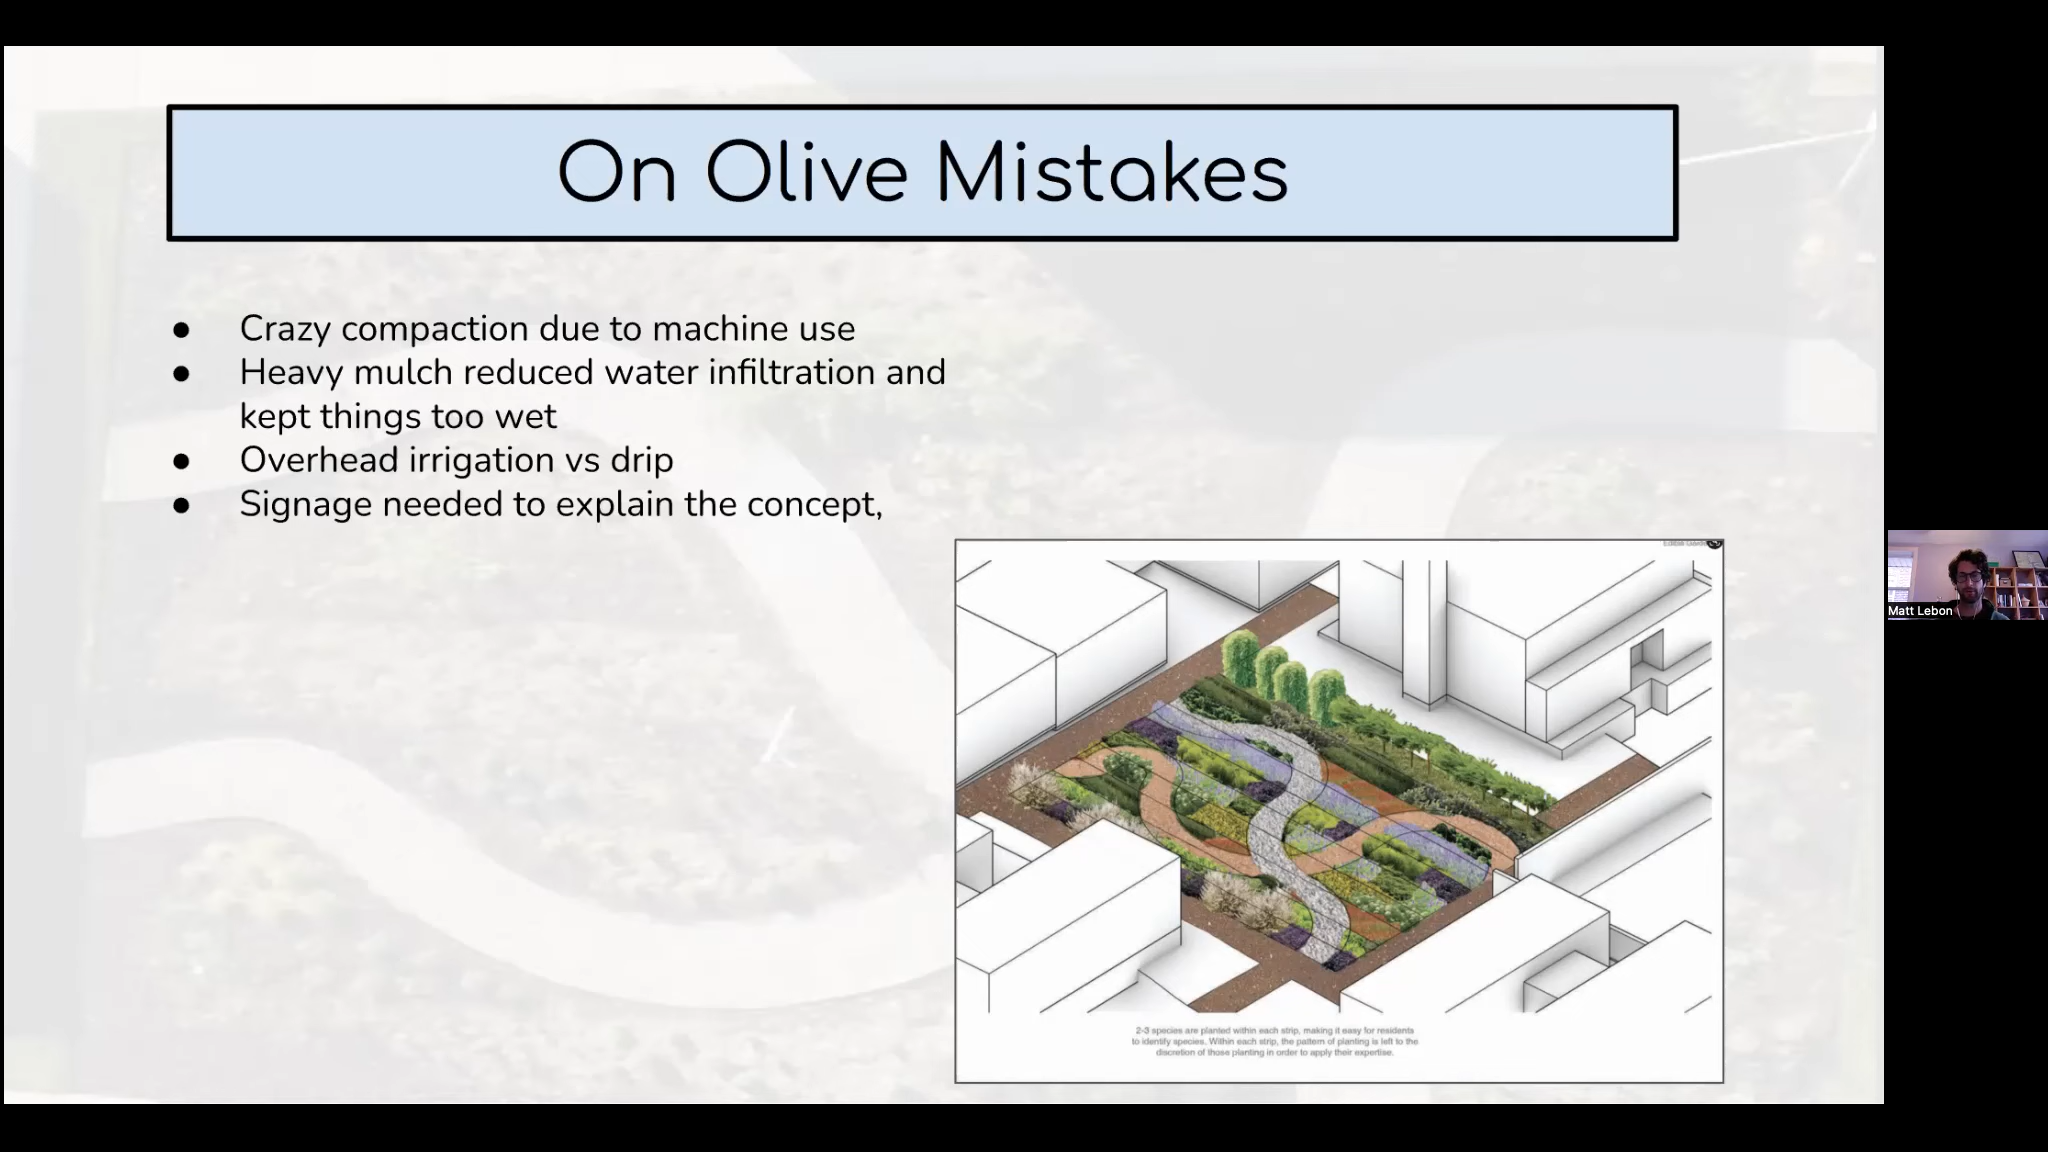 On Olive Mistakes
● Crazy compaction due to machine use
● Heavy mulch reduced water infiltration and
kept things too wet
● Overhead irrigation vs drip
● Signage needed to explain the concept,
2-3 species are planted within each strip, making it easy for residents
to identify species. Within each strip, the pattern of planting is left to the
discretion of those planting in order to apply their expertise.
Matt Lebon